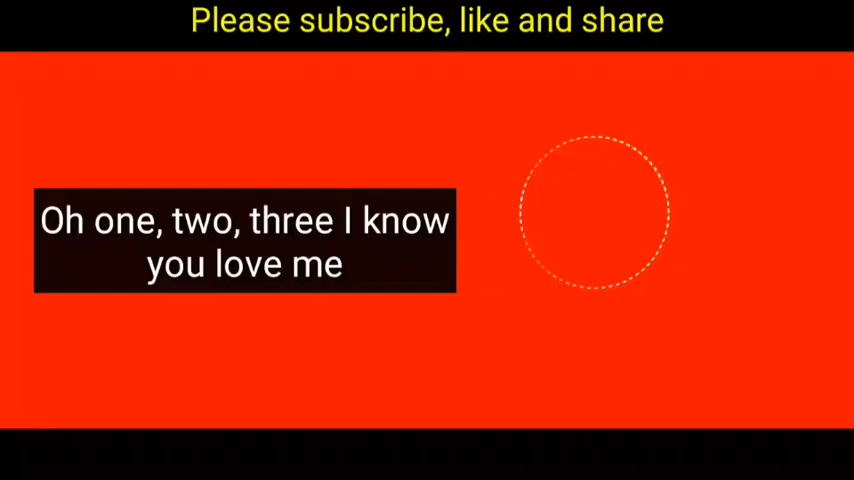 Please subscribe, like and share
Oh one, two, three I know
you love me